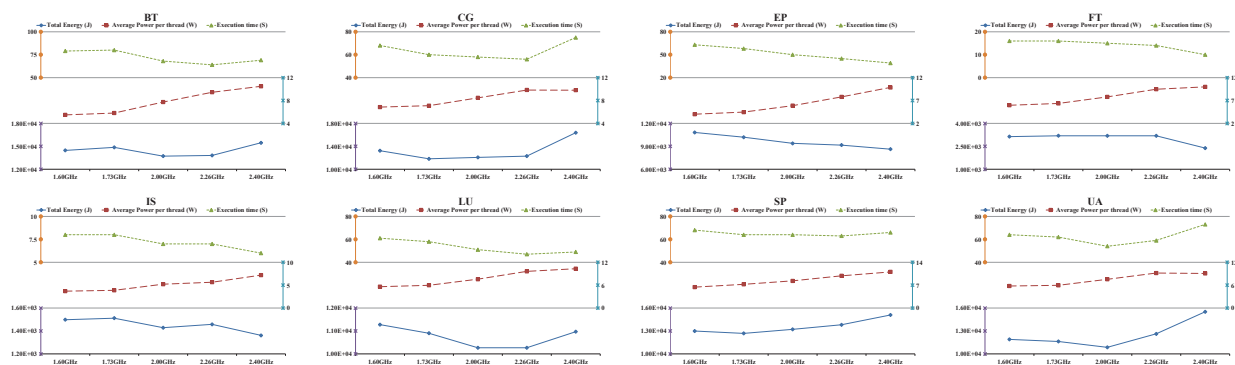 BT
Total Energy (J) Average Power per thread (W) Execution time (S)
100
75
50
12
8
4
1.80E+04
1.50E+04
1.20E+04
1.60GHz 1.73GHz 2.00GHz 2.26GHz 2.40GHz
CG
Total Energy (J) Average Power per thread (W) Execution time (S)
80
60
40
12
8
4
1.80E+04
1.40E+04
1.00E+04
1.60GHz 1.73GHz 2.00GHz 2.26GHz 2.40GHz
EP
Total Energy (J) Average Power per thread (W) Execution time (S)
80
50
20
12
7
2
1.20E+04
9.00E+03
6.00E+03
1.60GHz 1.73GHz 2.00GHz 2.26GHz 2.40GHz
FT
Total Energy (J) Average Power per thread (W) Execution time (S)
20
10
0
12
7
2
4.00E+03
2.50E+03
1.00E+03
1.60GHz 1.73GHz 2.00GHz 2.26GHz 2.40GHz
IS
Total Energy (J) Average Power per thread (W) Execution time (S)
10
7.5
5
10
5
0
1.60E+03
1.40E+03
1.20E+03
1.60GHz 1.73GHz 2.00GHz 2.26GHz 2.40GHz
LU
Total Energy (J) Average Power per thread (W) Execution time (S)
80
60
40
12
6
0
1.20E+04
1.10E+04
1.00E+04
1.60GHz 1.73GHz 2.00GHz 2.26GHz 2.40GHz
SP
Total Energy (J) Average Power per thread (W) Execution time (S)
80
60
40
14
7
0
1.60E+04
1.30E+04
1.00E+04
1.60GHz 1.73GHz 2.00GHz 2.26GHz 2.40GHz
UA
Total Energy (J) Average Power per thread (W) Execution time (S)
80
60
40
12
6
0
1.60E+04
1.30E+04
1.00E+04
1.60GHz 1.73GHz 2.00GHz 2.26GHz 2.40GHz